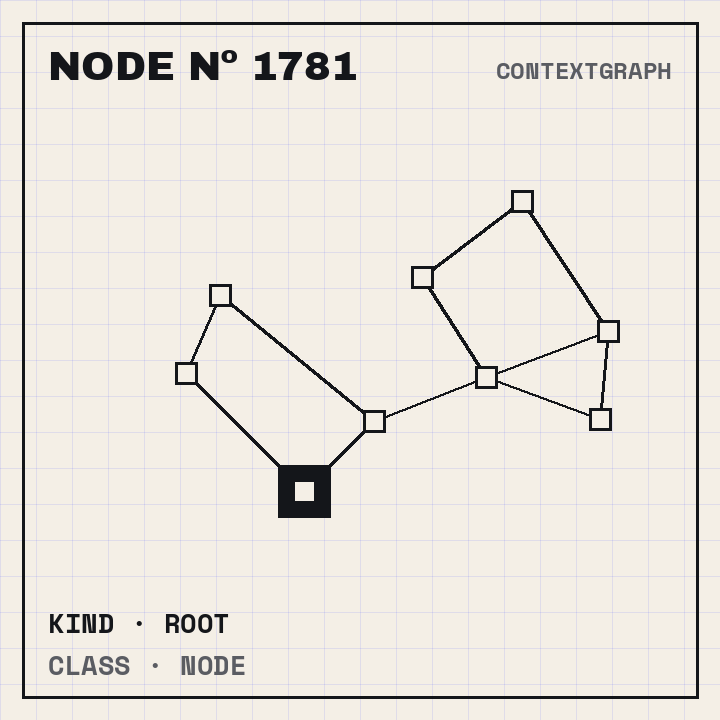 NODE Nº 1781
CONTEXTGRAPH
KIND · ROOT
CLASS · NODE